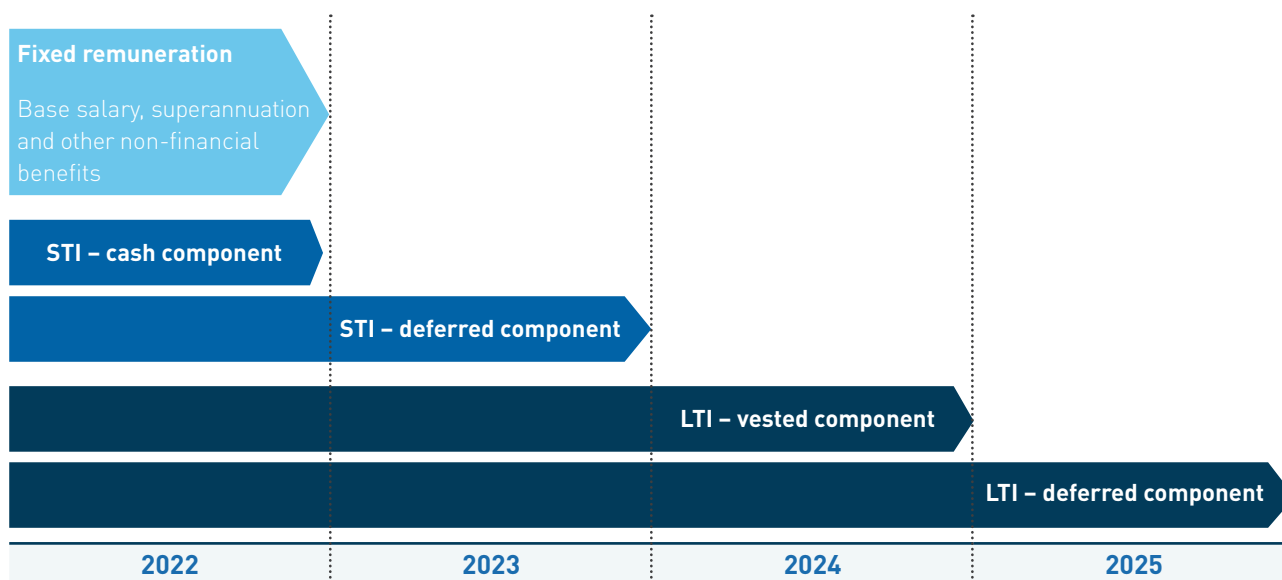 Fixed remuneration
Base salary, superannuation
and other non-financial
benefits
STI – cash component
STI – deferred component
LTI – vested component
LTI – deferred component
2022 2023 2024 2025